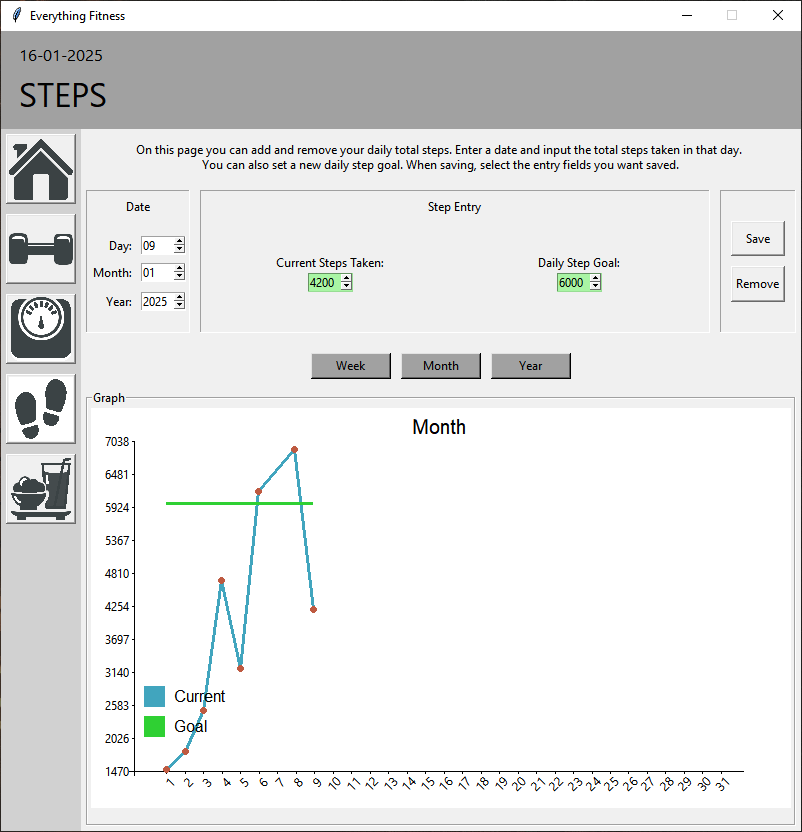 Everything Fitness
16-01-2025
STEPS
On this page you can add and remove your daily total steps. Enter a date and input the total steps taken in that day.
You can also set a new daily step goal. When saving, select the entry fields you want saved.
Date
Day: 09
Month: 01
Year: 2025
Step Entry
Current Steps Taken:
4200
Daily Step Goal:
6000
Save
Remove
Week Month Year
Graph
Month
7038
6481
5924
5367
4810
4254
3697
3140
2583
2026
1470
Current
Goal
1 2 3 4 5 6 7 8 9 10 11 12 13 14 15 16 17 18 19 20 21 22 23 24 25 26 27 28 29 30 31